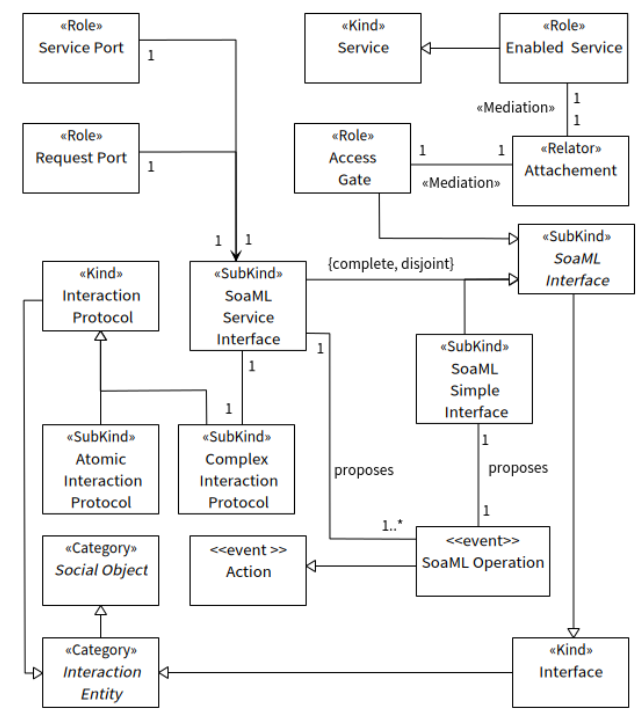 «Role»
Service Port
1
«Kind»
Service
«Role»
Enabled Service
«Mediation»
1
1
«Role»
Request Port
1
«Role»
Access
Gate
1
1
«Mediation»
«Relator»
Attachement
1
1
«SubKind»
SoaML
Interface
«Kind»
Interaction
Protocol
«SubKind»
SoaML
Service
Interface
{complete, disjoint}
1
1
«SubKind»
SoaML
Simple
Interface
1
«SubKind»
Atomic
Interaction
Protocol
«SubKind»
Complex
Interaction
Protocol
1
proposes
proposes
1..*
1
«Category»
Social Object
<<event >>
Action
<<event>>
SoaML Operation
«Category»
Interaction
Entity
«Kind»
Interface